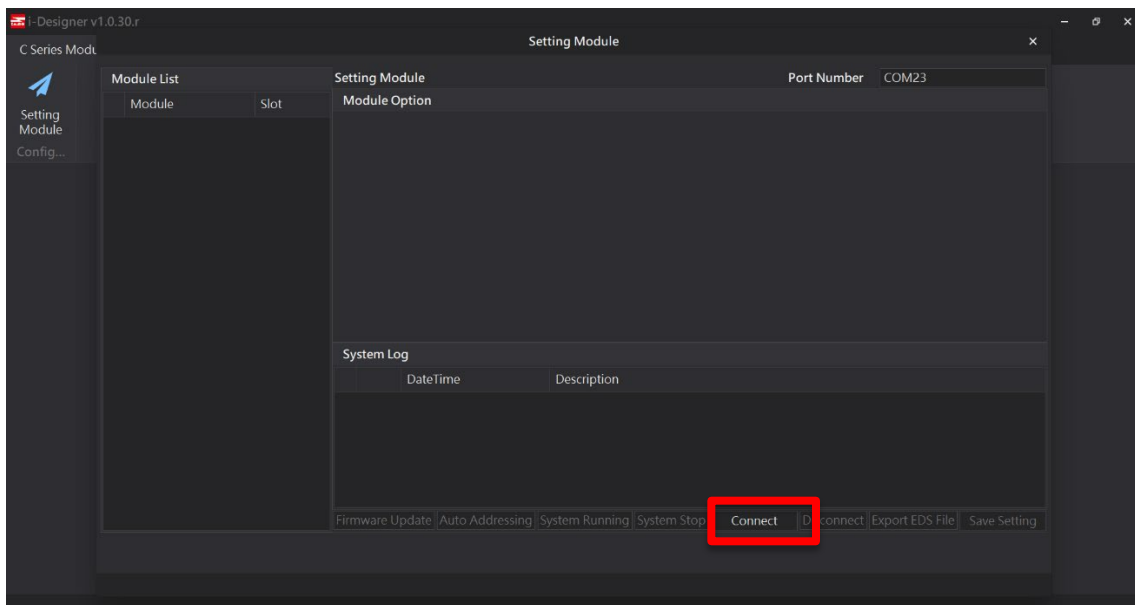 i-Designer v1.0.30.r
Setting Module
C Series Modu
Setting
Module
Config...
Module List
Module Slot
Setting Module Port Number COM23
Module Option
System Log
DateTime Description
Firmware Update Auto Addressing System Running System Stop Connect D connect Export EDS File Save Setting